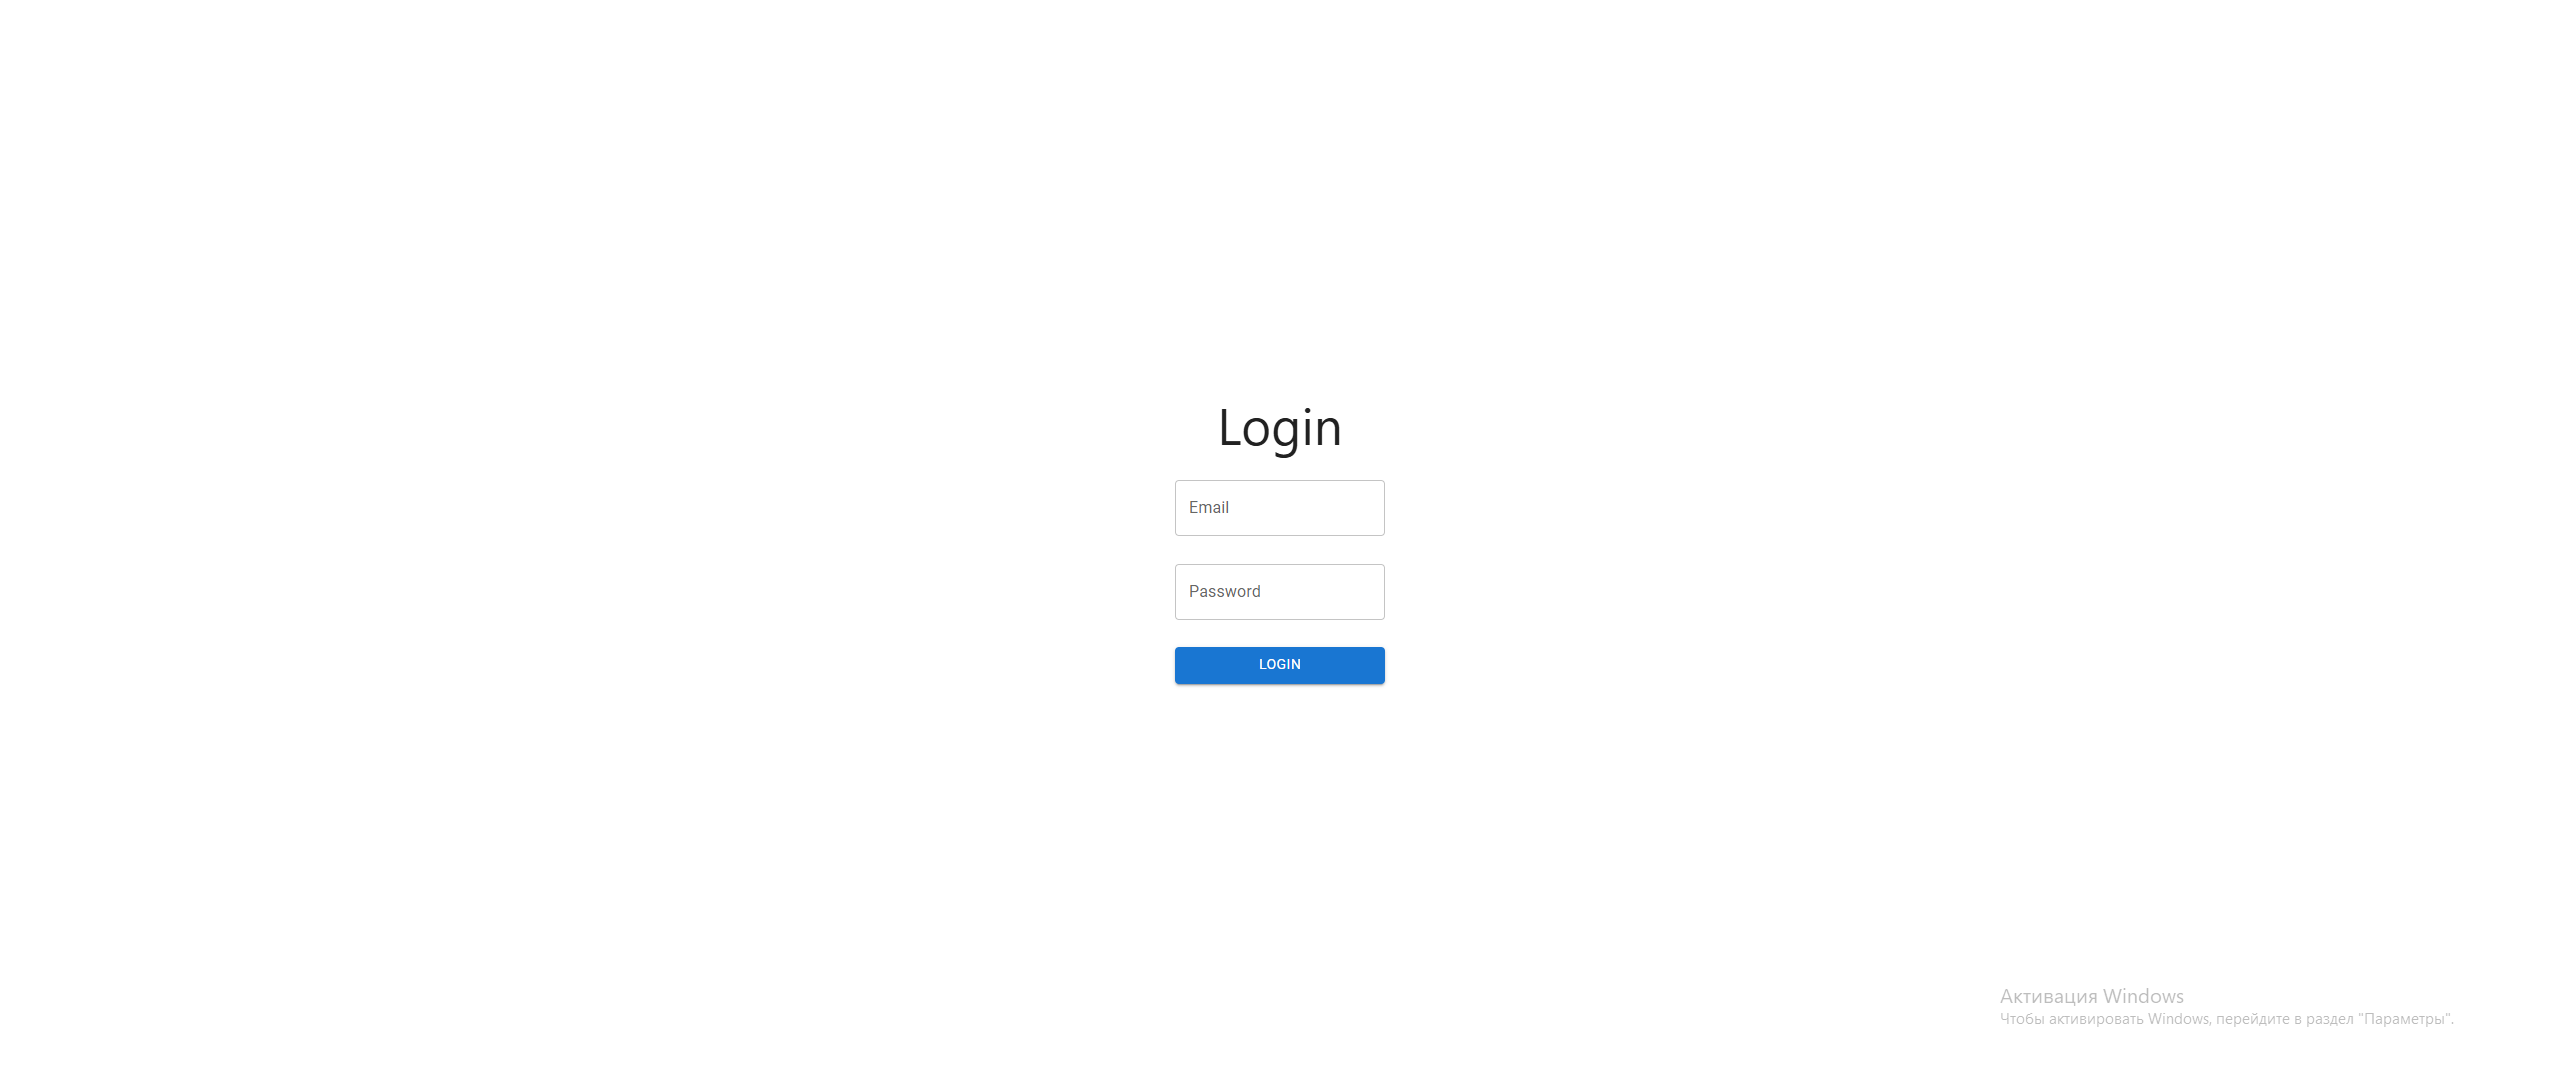 Login
Email
Password
LOGIN
Активация Windows
Чтобы активировать Windows, перейдите в раздел "Параметры".